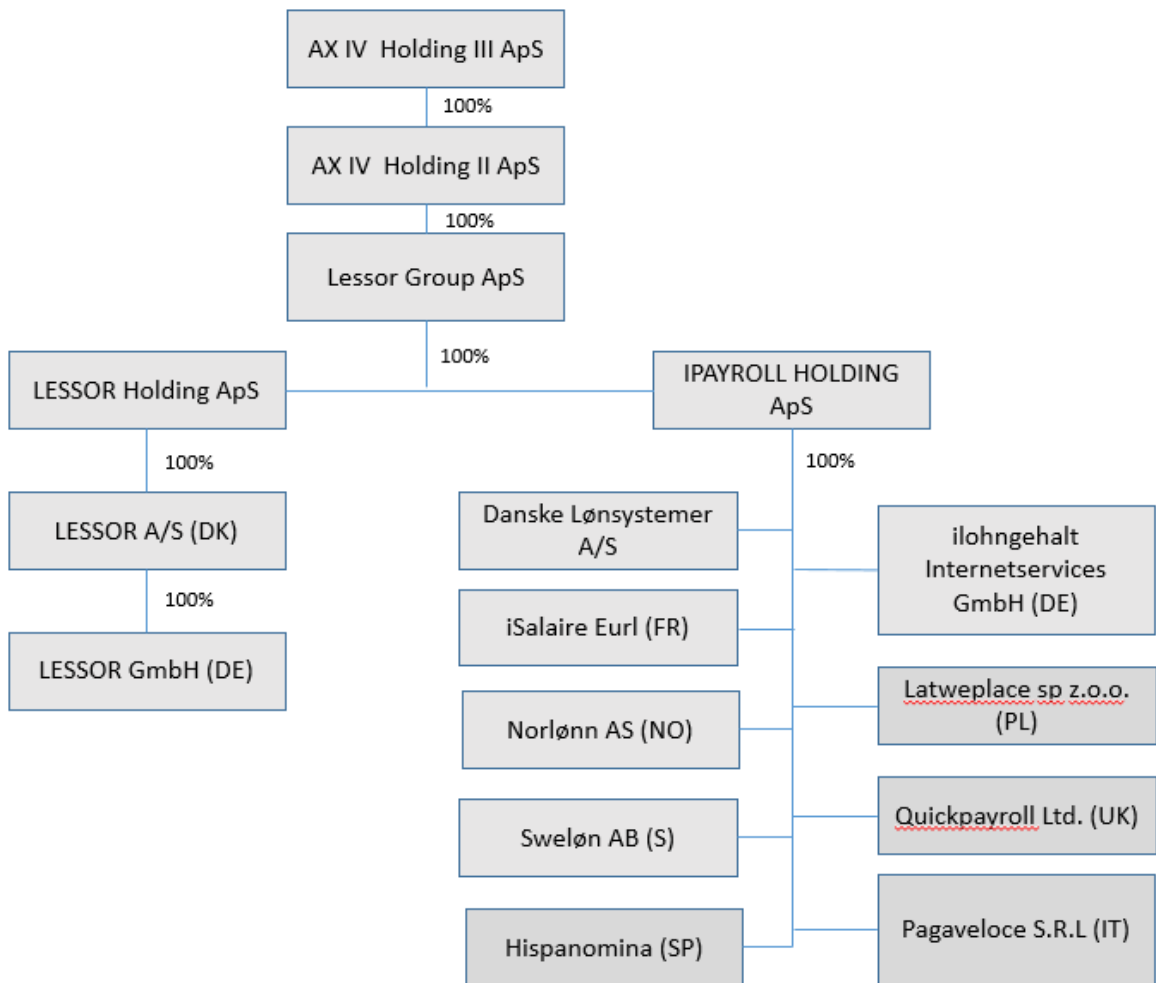 AX IV  Holding III ApS
100%
AX IV  Holding II ApS
100%
Lessor Group ApS
100%
LESSOR Holding ApS
IPAYROLL HOLDING
ApS
100%
100%
LESSOR A/S (DK)
100%
LESSOR GmbH (DE)
Danske Lønsystemer
A/S
ilohngehalt
Internetservices
GmbH (DE)
iSalaire Eurl (FR)
Latweplace sp z.o.o.
(PL)
Norlønn AS (NO)
Quickpayroll Ltd. (UK)
Sweløn AB (S)
Pagaveloce S.R.L (IT)
Hispanomina (SP)